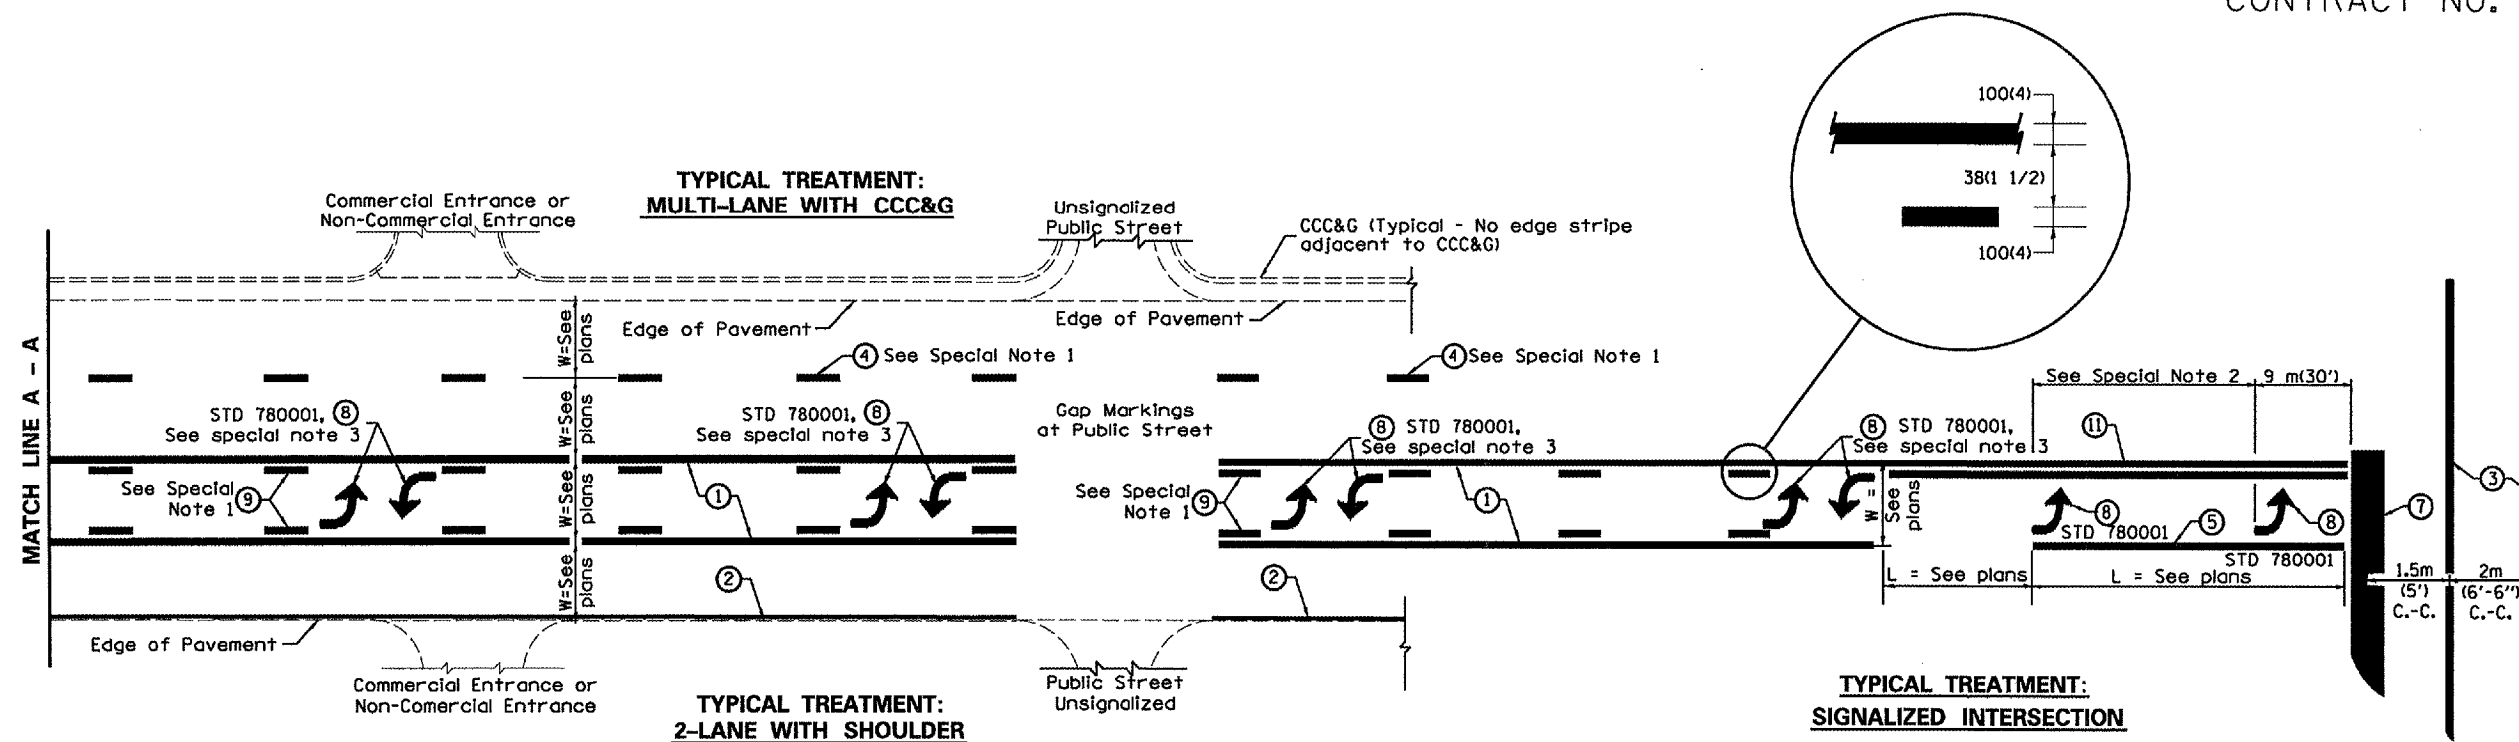 CONTRACT NO.
100(4)
38(1 1/2)
100(4)
TYPICAL TREATMENT:
MULTI-LANE WITH CCC&G
Commercial Entrance or
Non-Commercial Entrance
Unsignalized
Public Street
CCC&G (Typical - No edge stripe
adjacent to CCC&G)
Edge of Pavement
Edge of Pavement
MATCH LINE A - A
W=See
plans
W=See
plans
W=See
plans
W=See
plans
4 See Special Note 1
4 See Special Note 1
STD 780001, 8
See special note 3
STD 780001, 8
See special note 3
Gap Markings
at Public Street
8 STD 780001,
See special note 3
8 STD 780001,
See special note 3
See Special Note 2
9 m(30')
11
See Special
Note 1
9
1
See Special
Note 1
9
1
W =
See
plans
8
STD 780001
5
8
STD 780001
7
3
2
2
L = See plans
L = See plans
1.5m
(5')
C.-C.
2m
(6'-6")
C.-C.
Edge of Pavement
Commercial Entrance or
Non-Comercial Entrance
Public Street
Unsignalized
TYPICAL TREATMENT:
2-LANE WITH SHOULDER
TYPICAL TREATMENT:
SIGNALIZED INTERSECTION